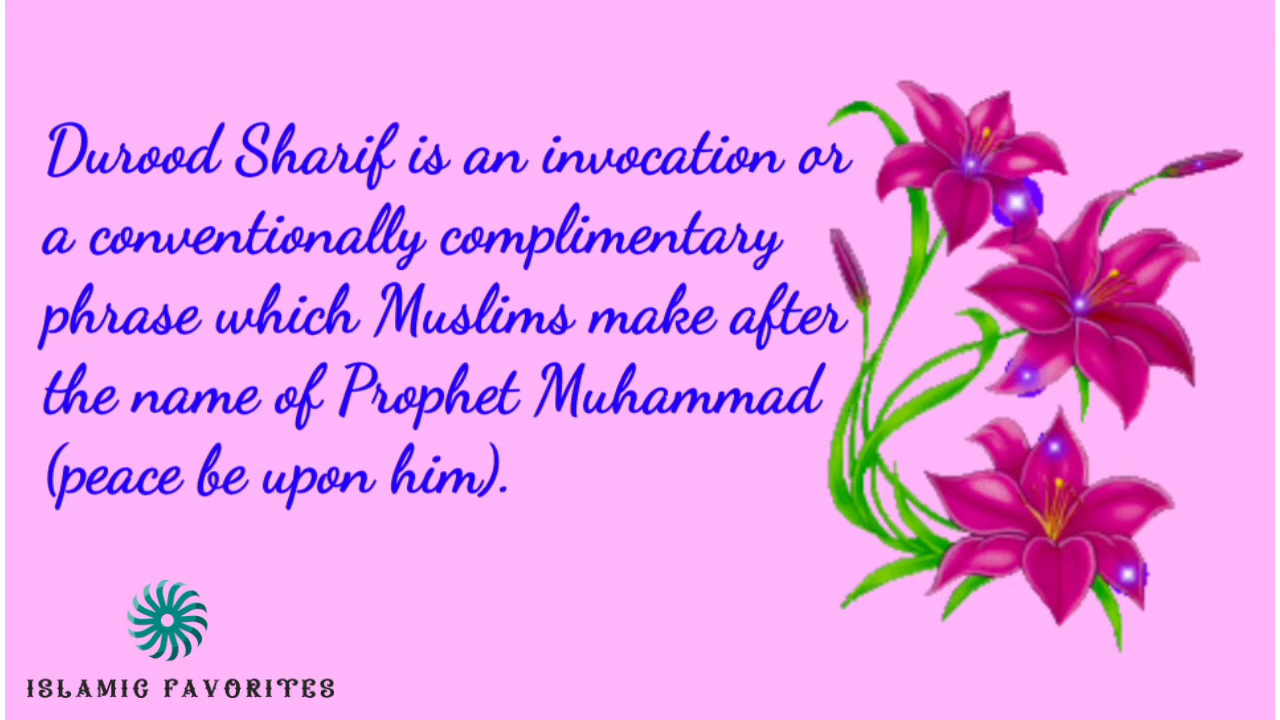 Durood Sharif is an invocation or
a conventionally complimentary
phrase which Muslims make after
the name of Prophet Muhammad
(peace be upon him).
ISLAMIC FAVORITES